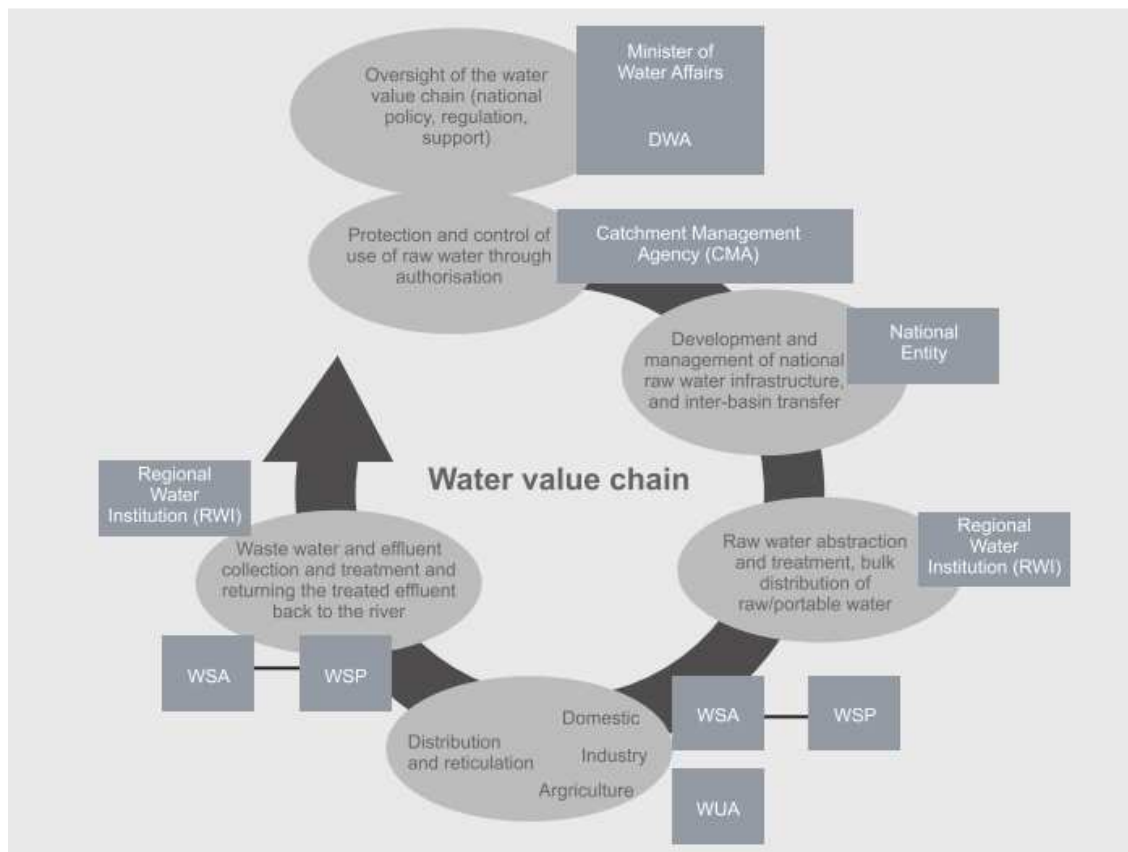 Oversight of the water
value chain (national
policy, regulation,
support)
Minister of
Water Affairs
DWA
Protection and control of
use of raw water through
authorisation
Catchment Management
Agency (CMA)
Development and
management of national
raw water infrastructure,
and inter-basin transfer
National
Entity
Water value chain
Regional
Water
Institution (RWI)
Waste water and effluent
collection and treatment and
returning the treated effluent
back to the river
Raw water abstraction
and treatment, bulk
distribution of
raw/portable water
Regional
Water
Institution (RWI)
WSA
WSP
Distribution
and reticulation
Domestic
Industry
Argriculture
WSA
WSP
WUA